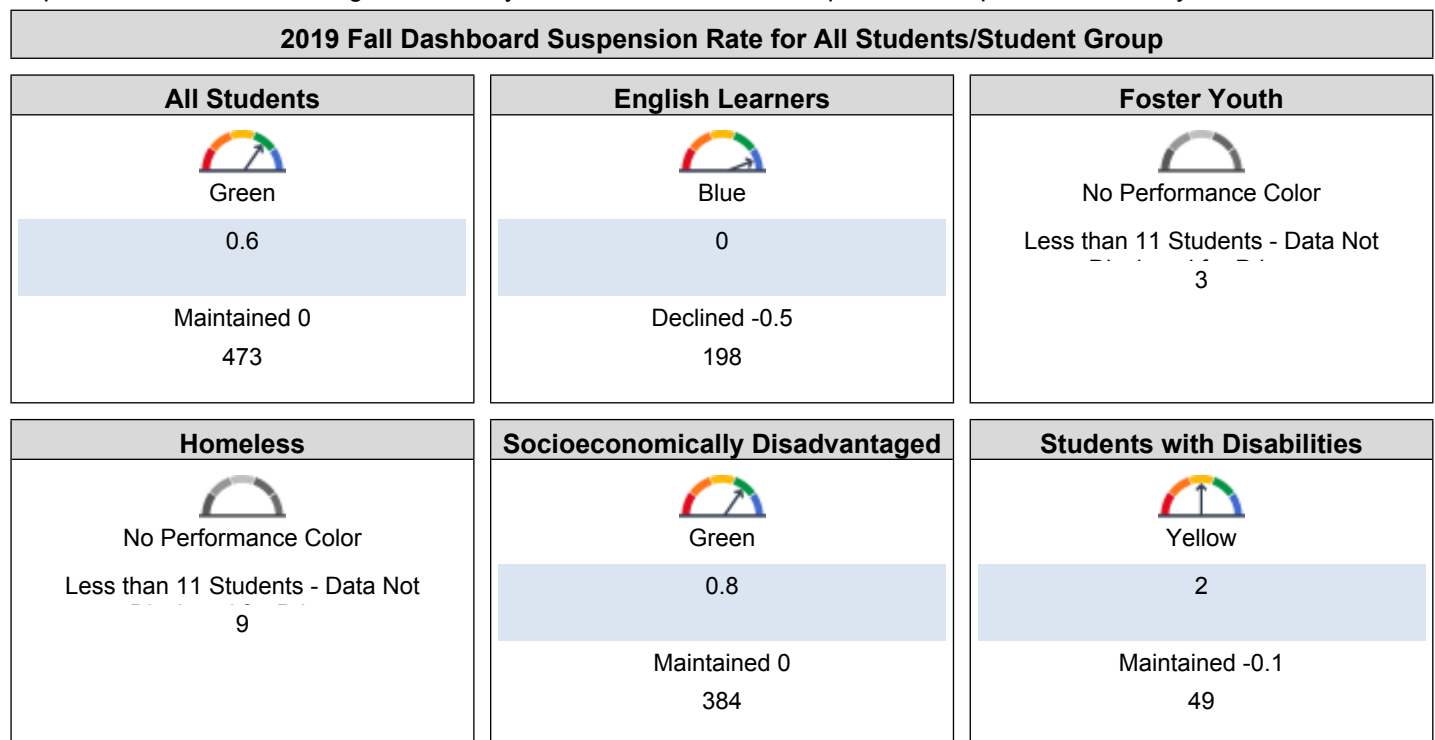 2019 Fall Dashboard Suspension Rate for All Students/Student Group
All Students
Green
0.6
Maintained 0
473
English Learners
Blue
0
Declined -0.5
198
Foster Youth
No Performance Color
Less than 11 Students - Data Not
3
Homeless
No Performance Color
Less than 11 Students - Data Not
9
Socioeconomically Disadvantaged
Green
0.8
Maintained 0
384
Students with Disabilities
Yellow
2
Maintained -0.1
49